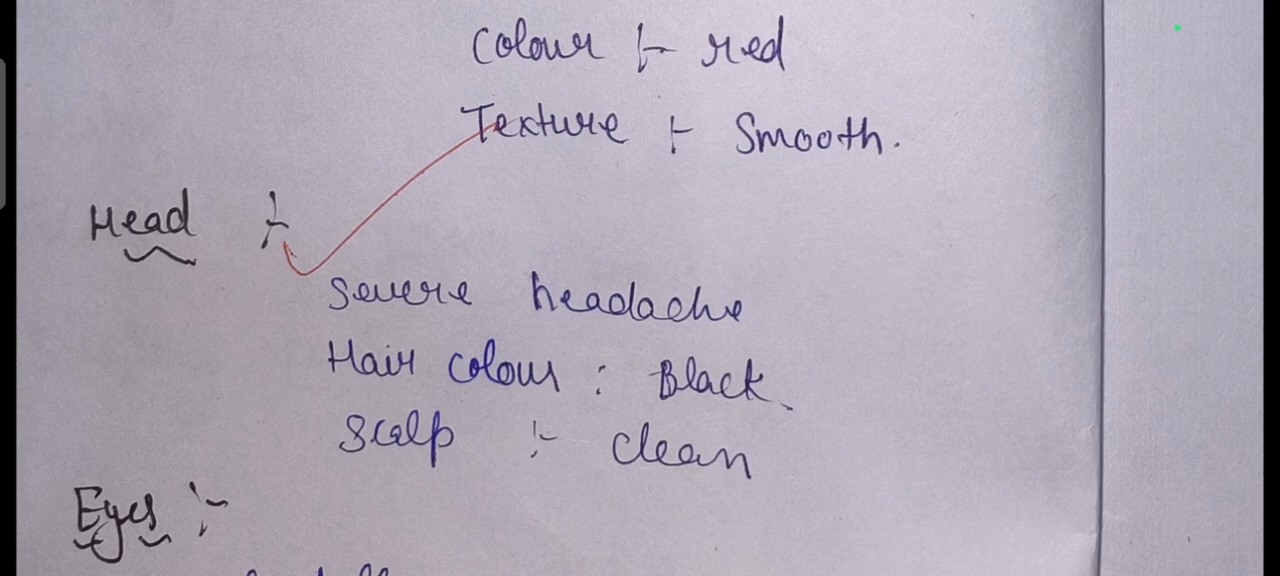 Colour :- red
Texture :- Smooth.
Head :-
Severe headache
Hair colour : Black.
Scalp :- clean
Eyes :-